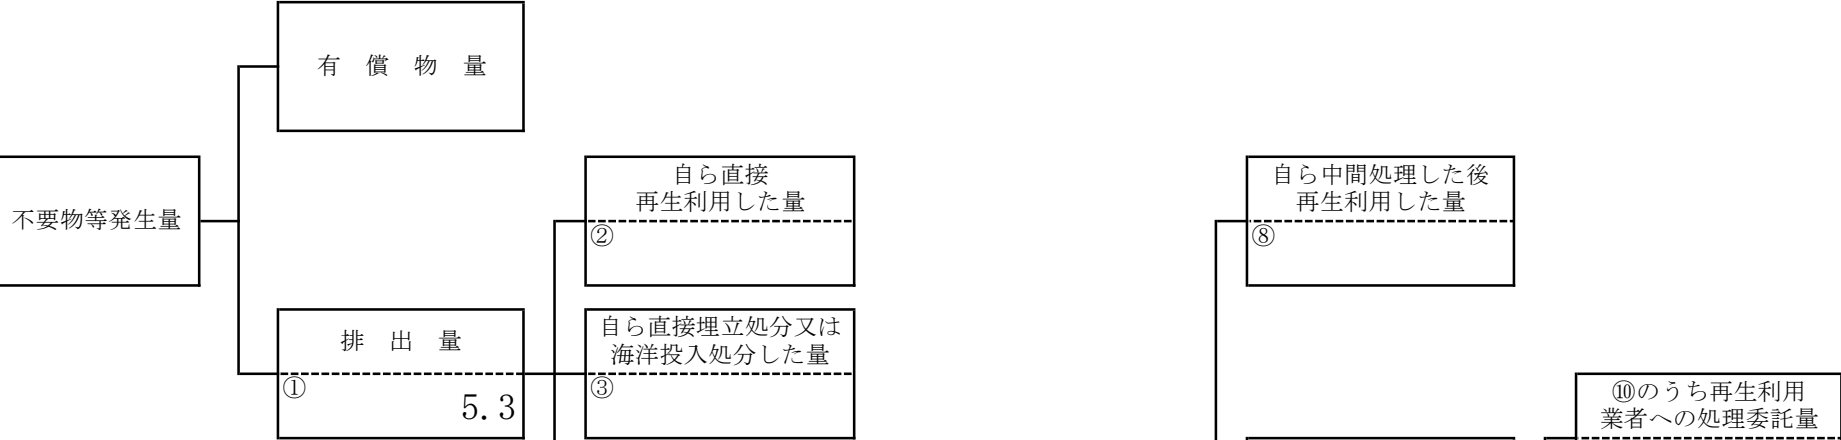 有　償　物　量
不要物等発生量
自ら直接
再生利用した量
②
自ら中間処理した後
再生利用した量
⑧
排　出　量
①
5.3
自ら直接埋立処分又は
海洋投入処分した量
③
⑩のうち再生利用
業者への処理委託量